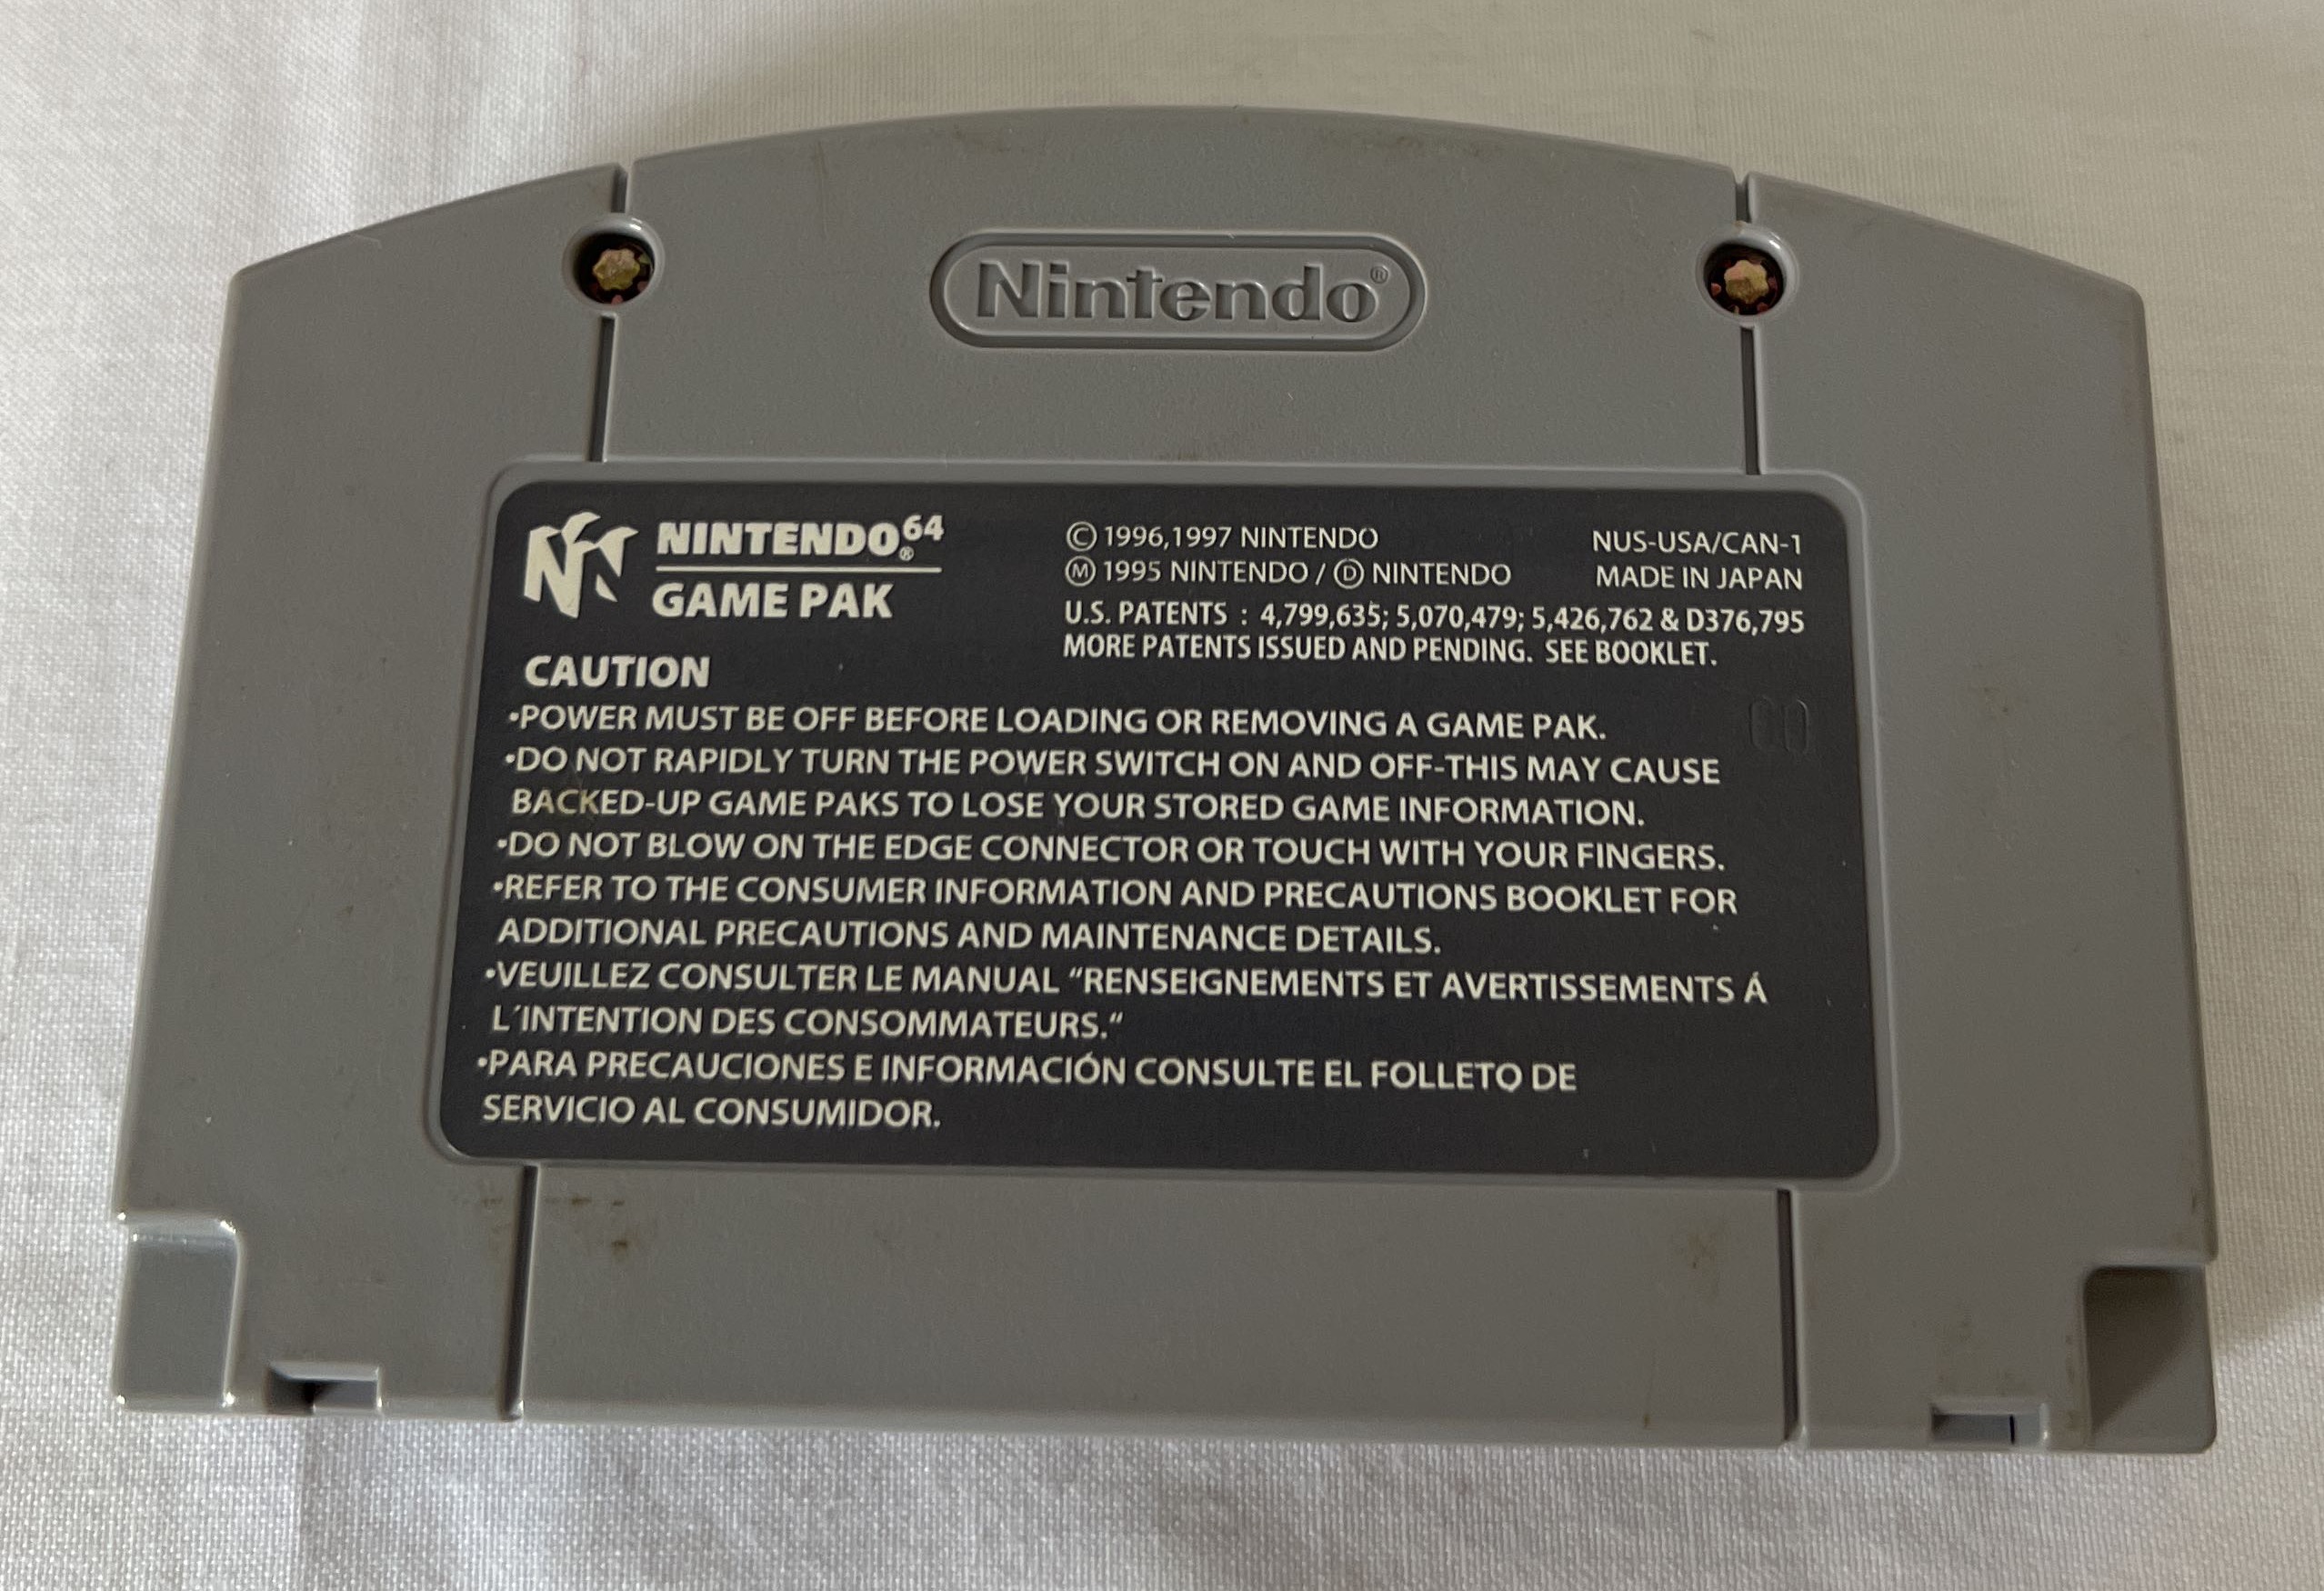 Nintendo®
NINTENDO64®
GAME PAK
© 1996,1997 NINTENDO
Ⓜ 1995 NINTENDO / Ⓓ NINTENDO
NUS-USA/CAN-1
MADE IN JAPAN
U.S. PATENTS : 4,799,635; 5,070,479; 5,426,762 & D376,795
MORE PATENTS ISSUED AND PENDING. SEE BOOKLET.
CAUTION
•POWER MUST BE OFF BEFORE LOADING OR REMOVING A GAME PAK.
•DO NOT RAPIDLY TURN THE POWER SWITCH ON AND OFF-THIS MAY CAUSE
BACKED-UP GAME PAKS TO LOSE YOUR STORED GAME INFORMATION.
•DO NOT BLOW ON THE EDGE CONNECTOR OR TOUCH WITH YOUR FINGERS.
•REFER TO THE CONSUMER INFORMATION AND PRECAUTIONS BOOKLET FOR
ADDITIONAL PRECAUTIONS AND MAINTENANCE DETAILS.
•VEUILLEZ CONSULTER LE MANUAL “RENSEIGNEMENTS ET AVERTISSEMENTS Á
L´INTENTION DES CONSOMMATEURS.“
•PARA PRECAUCIONES E INFORMACIÓN CONSULTE EL FOLLETO DE
SERVICIO AL CONSUMIDOR.